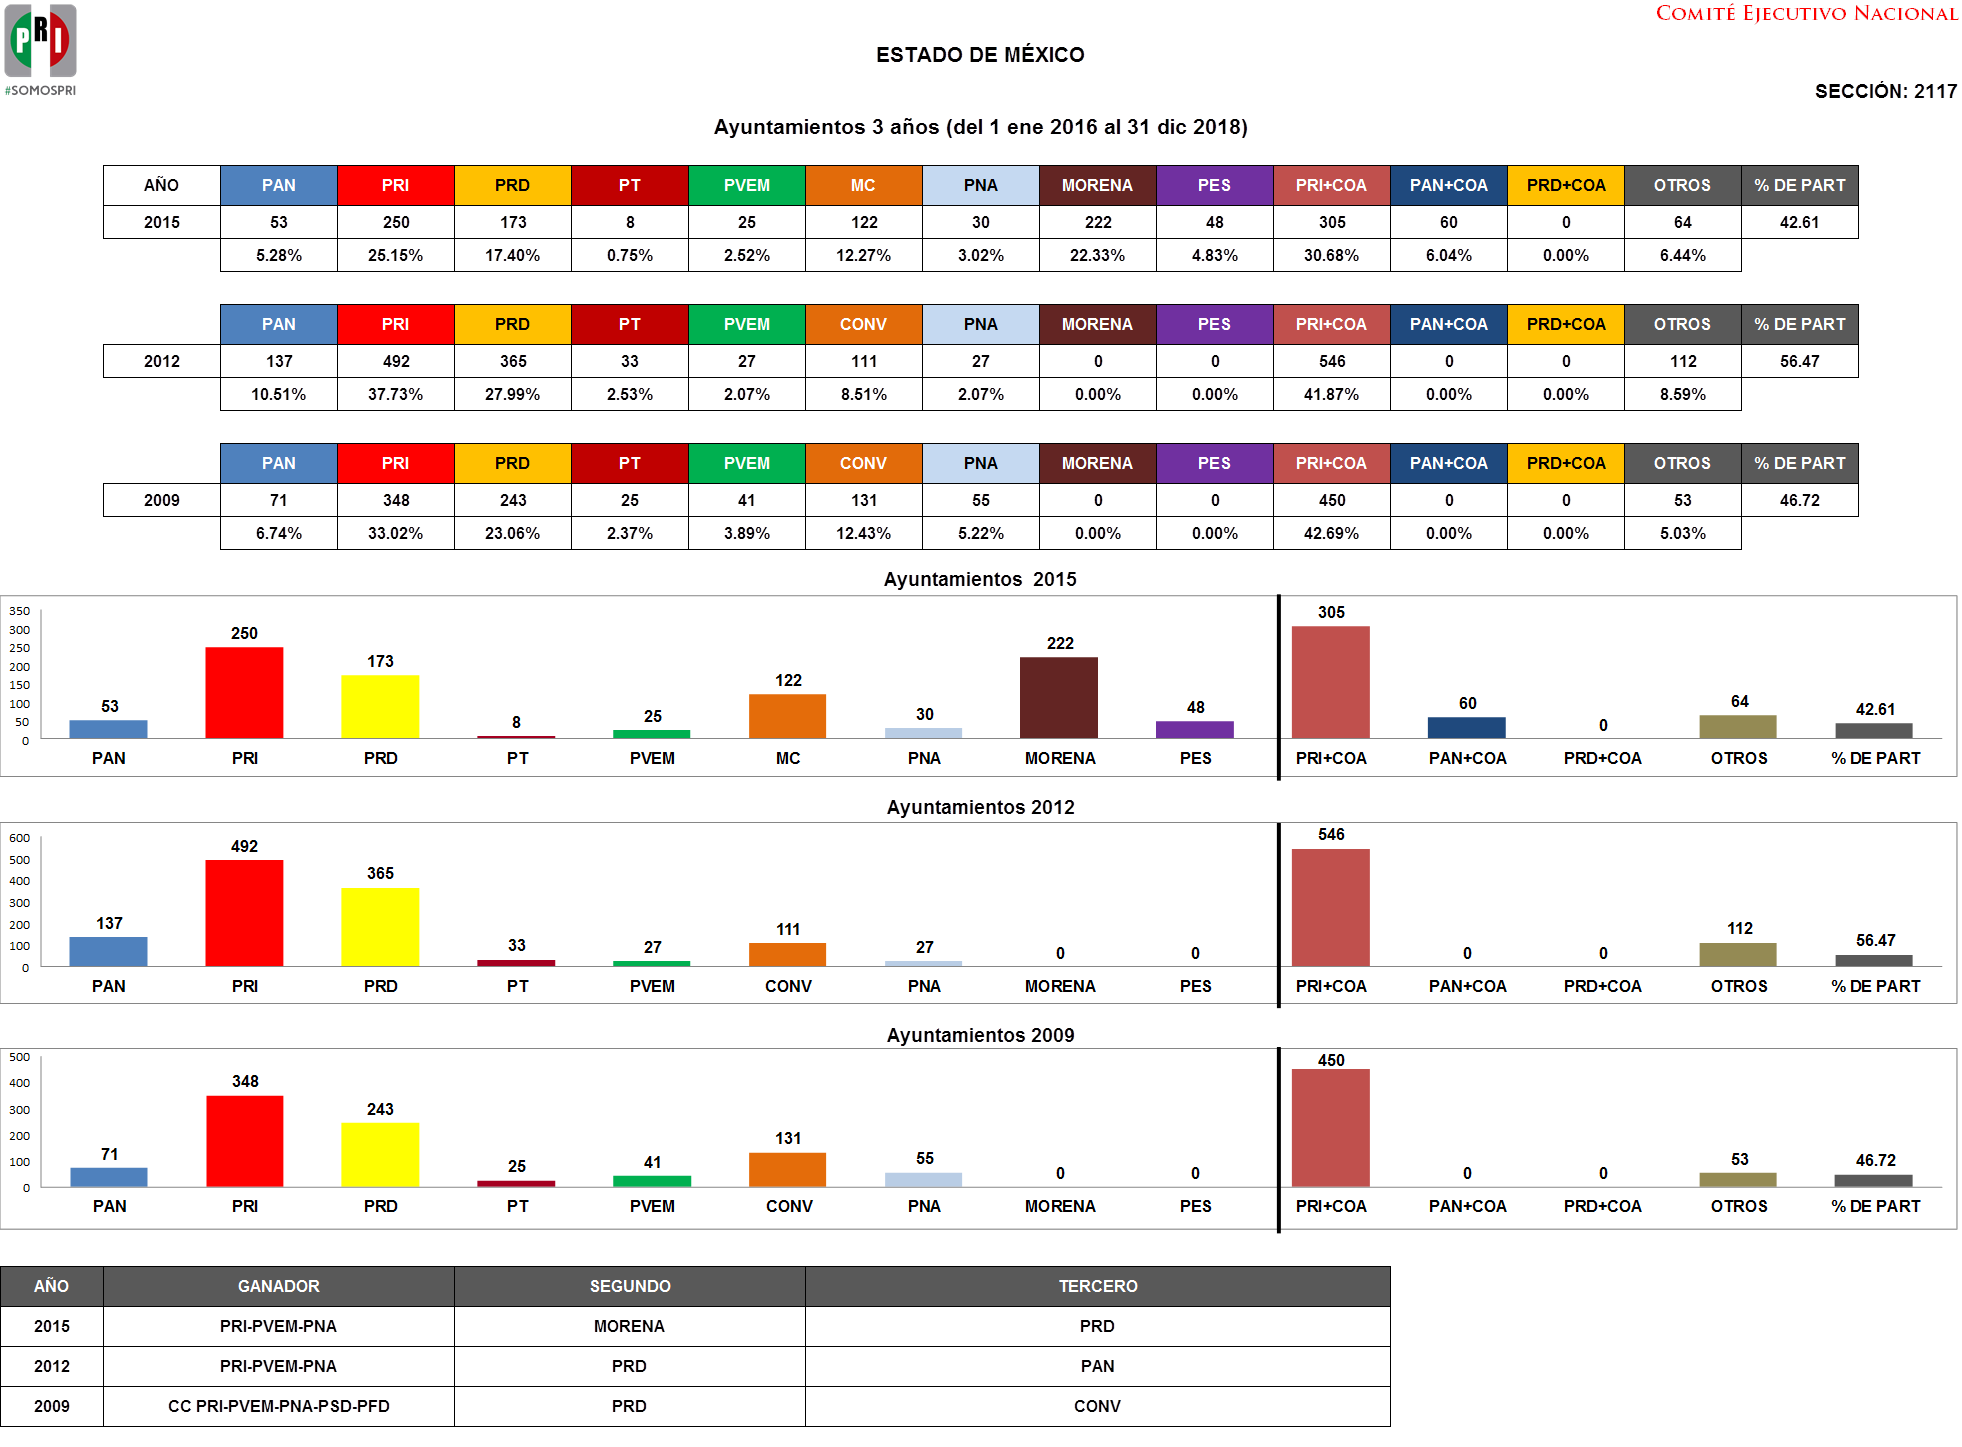 PRI
#SOMOSPRI
COMITÉ EJECUTIVO NACIONAL
ESTADO DE MÉXICO
SECCIÓN: 2117
Ayuntamientos 3 años (del 1 ene 2016 al 31 dic 2018)
AÑO PAN PRI PRD PT PVEM MC PNA MORENA PES PRI+COA PAN+COA PRD+COA OTROS % DE PART
2015 53 250 173 8 25 122 30 222 48 305 60 0 64 42.61
5.28% 25.15% 17.40% 0.75% 2.52% 12.27% 3.02% 22.33% 4.83% 30.68% 6.04% 0.00% 6.44%
PAN PRI PRD PT PVEM CONV PNA MORENA PES PRI+COA PAN+COA PRD+COA OTROS % DE PART
2012 137 492 365 33 27 111 27 0 0 546 0 0 112 56.47
10.51% 37.73% 27.99% 2.53% 2.07% 8.51% 2.07% 0.00% 0.00% 41.87% 0.00% 0.00% 8.59%
PAN PRI PRD PT PVEM CONV PNA MORENA PES PRI+COA PAN+COA PRD+COA OTROS % DE PART
2009 71 348 243 25 41 131 55 0 0 450 0 0 53 46.72
6.74% 33.02% 23.06% 2.37% 3.89% 12.43% 5.22% 0.00% 0.00% 42.69% 0.00% 0.00% 5.03%
Ayuntamientos 2015
350
300
250
200
150
100
50
0
53 250 173 8 25 122 30 222 48 305 60 0 64 42.61
PAN PRI PRD PT PVEM MC PNA MORENA PES PRI+COA PAN+COA PRD+COA OTROS % DE PART
Ayuntamientos 2012
600
500
400
300
200
100
0
137 492 365 33 27 111 27 0 0 546 0 0 112 56.47
PAN PRI PRD PT PVEM CONV PNA MORENA PES PRI+COA PAN+COA PRD+COA OTROS % DE PART
Ayuntamientos 2009
500
400
300
200
100
0
71 348 243 25 41 131 55 0 0 450 0 0 53 46.72
PAN PRI PRD PT PVEM CONV PNA MORENA PES PRI+COA PAN+COA PRD+COA OTROS % DE PART
AÑO GANADOR SEGUNDO TERCERO
2015 PRI-PVEM-PNA MORENA PRD
2012 PRI-PVEM-PNA PRD PAN
2009 CC PRI-PVEM-PNA-PSD-PFD PRD CONV